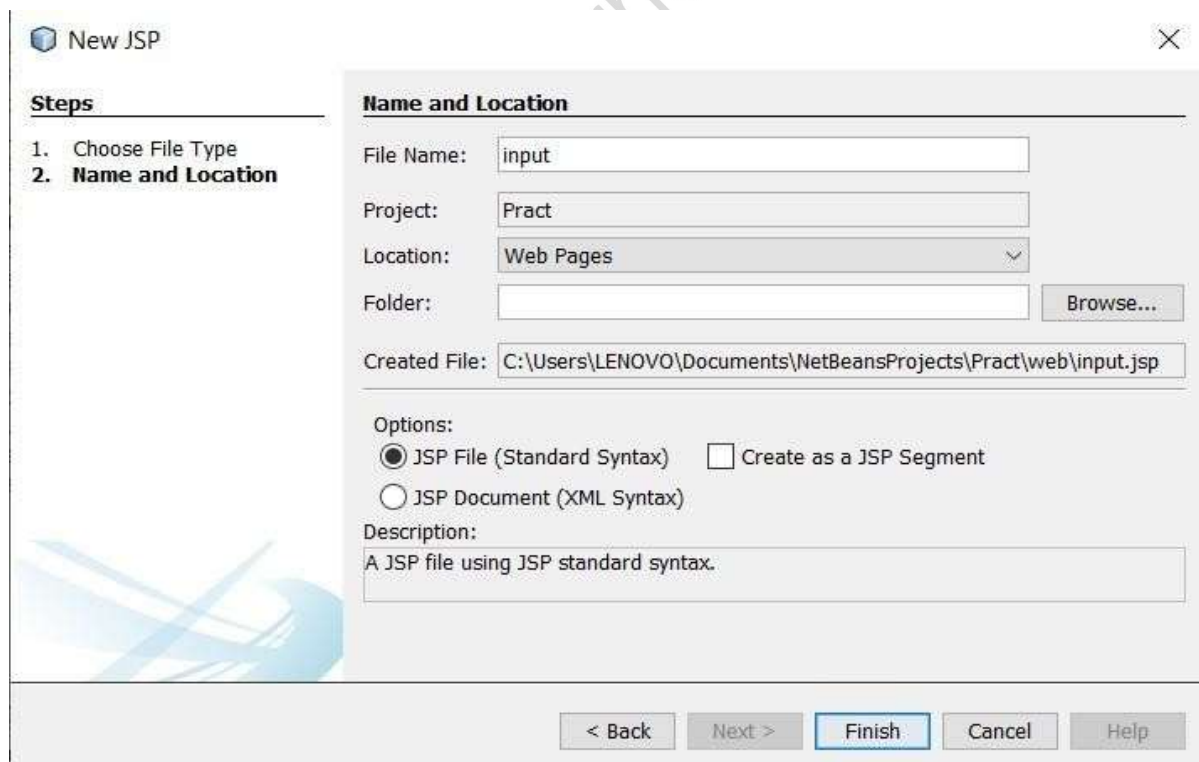 New JSP
Steps
1. Choose File Type
2. Name and Location
Name and Location
File Name: input
Project: Pract
Location: Web Pages
Folder: Browse...
Created File: C:\Users\LENOVO\Documents\NetBeansProjects\Pract\web\input.jsp
Options:
JSP File (Standard Syntax) Create as a JSP Segment
JSP Document (XML Syntax)
Description:
A JSP file using JSP standard syntax.
< Back Next > Finish Cancel Help